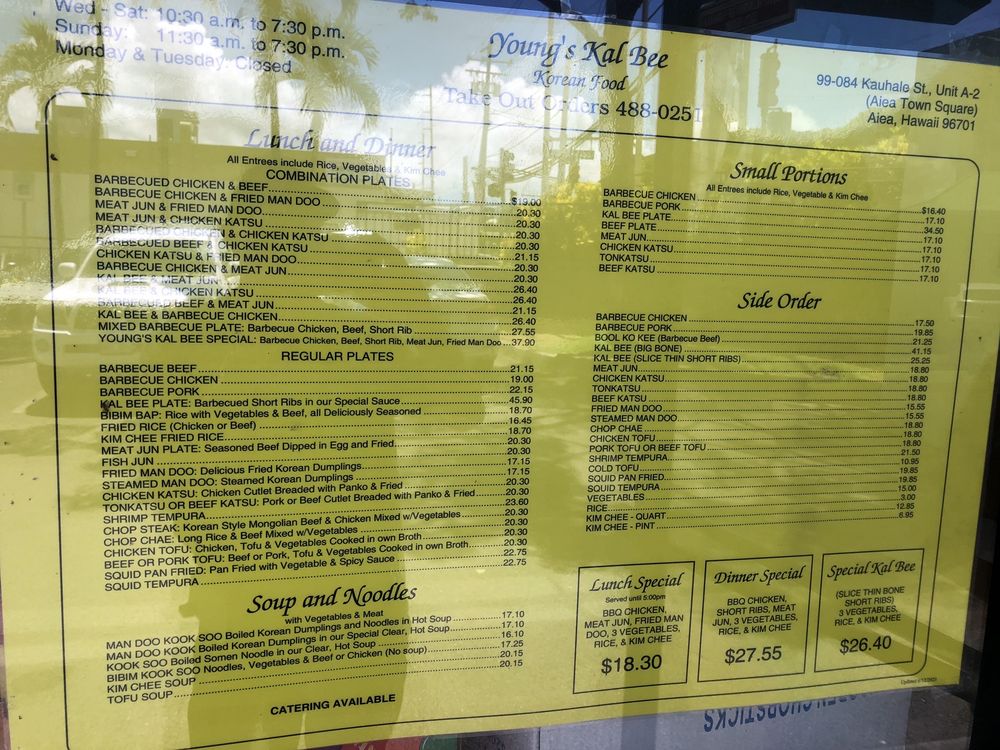 Wed - Sat: 10:30 a.m. to 7:30 p.m.
Sunday: 11:30 a.m. to 7:30 p.m.
Monday & Tuesday: Closed
Young's Kal Bee
Korean Food
Take Out Orders 488-0251
99-084 Kauhale St., Unit A-2
(Aiea Town Square)
Aiea, Hawaii 96701
Lunch and Dinner
All Entrees include Rice, Vegetables & Kim Chee
COMBINATION PLATES
BARBECUED CHICKEN & BEEF $19.00
BARBECUE CHICKEN & FRIED MAN DOO 20.30
MEAT JUN & FRIED MAN DOO 20.30
MEAT JUN & CHICKEN KATSU 20.30
BARBECUED CHICKEN & CHICKEN KATSU 20.30
BARBECUED BEEF & CHICKEN KATSU 21.15
CHICKEN KATSU & FRIED MAN DOO 20.30
BARBECUE CHICKEN & MEAT JUN 20.30
KAL BEE & MEAT JUN 26.40
KAL BEE & CHICKEN KATSU 26.40
BARBECUED BEEF & MEAT JUN 21.15
KAL BEE & BARBECUE CHICKEN 26.40
MIXED BARBECUE PLATE: Barbecue Chicken, Beef, Short Rib 27.55
YOUNG'S KAL BEE SPECIAL: Barbecue Chicken, Beef, Short Rib, Meat Jun, Fried Man Doo 37.90
REGULAR PLATES
BARBECUE BEEF 21.15
BARBECUE CHICKEN 19.00
BARBECUE PORK 22.15
KAL BEE PLATE: Barbecued Short Ribs in our Special Sauce 45.90
BIBIM BAP: Rice with Vegetables & Beef, all Deliciously Seasoned 18.70
FRIED RICE (Chicken or Beef) 16.45
KIM CHEE FRIED RICE 18.70
MEAT JUN PLATE: Seasoned Beef Dipped in Egg and Fried 20.30
FISH JUN
FRIED MAN DOO: Delicious Fried Korean Dumplings 17.15
STEAMED MAN DOO: Steamed Korean Dumplings 17.15
CHICKEN KATSU: Chicken Cutlet Breaded with Panko & Fried 20.30
TONKATSU OR BEEF KATSU: Pork or Beef Cutlet Breaded with Panko & Fried 20.30
SHRIMP TEMPURA 23.60
CHOP STEAK: Korean Style Mongolian Beef & Chicken Mixed w/Vegetables 20.30
CHOP CHAE: Long Rice & Beef Mixed w/Vegetables 20.30
CHICKEN TOFU: Chicken, Tofu & Vegetables Cooked in own Broth 20.30
BEEF OR PORK TOFU: Beef or Pork, Tofu & Vegetables Cooked in own Broth 20.30
SQUID PAN FRIED: Pan Fried with Vegetable & Spicy Sauce
SQUID TEMPURA 22.75
Soup and Noodles
with Vegetables & Meat
MAN DOO KOOK SOO Boiled Korean Dumplings and Noodles in Hot Soup 17.10
MAN DOO KOOK Boiled Korean Dumplings in our Special Clear, Hot Soup 17.10
KOOK SOO Boiled Somen Noodle in our Clear, Hot Soup 16.10
BIBIM KOOK SOO Noodles, Vegetables & Beef or Chicken (No soup) 17.25
KIM CHEE SOUP 20.15
TOFU SOUP 20.15
CATERING AVAILABLE
Small Portions
All Entrees include Rice, Vegetable & Kim Chee
BARBECUE CHICKEN $16.40
BARBECUE PORK 17.10
KAL BEE PLATE 34.50
BEEF PLATE 17.10
MEAT JUN 17.10
CHICKEN KATSU 17.10
TONKATSU 17.10
BEEF KATSU 17.10
Side Order
BARBECUE CHICKEN 17.50
BARBECUE PORK 19.85
BOOL KO KEE (Barbecue Beef) 21.25
KAL BEE (BIG BONE) 41.15
KAL BEE (SLICE THIN SHORT RIBS) 25.25
MEAT JUN 18.80
CHICKEN KATSU 18.80
TONKATSU 18.80
BEEF KATSU 18.80
FRIED MAN DOO 15.55
STEAMED MAN DOO 15.55
CHOP CHAE 18.80
CHICKEN TOFU 18.80
PORK TOFU OR BEEF TOFU 18.80
SHRIMP TEMPURA 21.50
COLD TOFU 10.95
SQUID PAN FRIED 19.85
SQUID TEMPURA 19.85
VEGETABLES 15.00
RICE 3.00
KIM CHEE - QUART 12.85
KIM CHEE - PINT 6.95
Lunch Special
Served until 5:00pm
BBQ CHICKEN,
MEAT JUN, FRIED MAN
DOO, 3 VEGETABLES,
RICE, & KIM CHEE
$18.30
Dinner Special
BBQ CHICKEN,
SHORT RIBS, MEAT
JUN, 3 VEGETABLES,
RICE, & KIM CHEE
$27.55
Special Kal Bee
(SLICE THIN BONE
SHORT RIBS)
3 VEGETABLES,
RICE, & KIM CHEE
$26.40
CHOPSTICKS